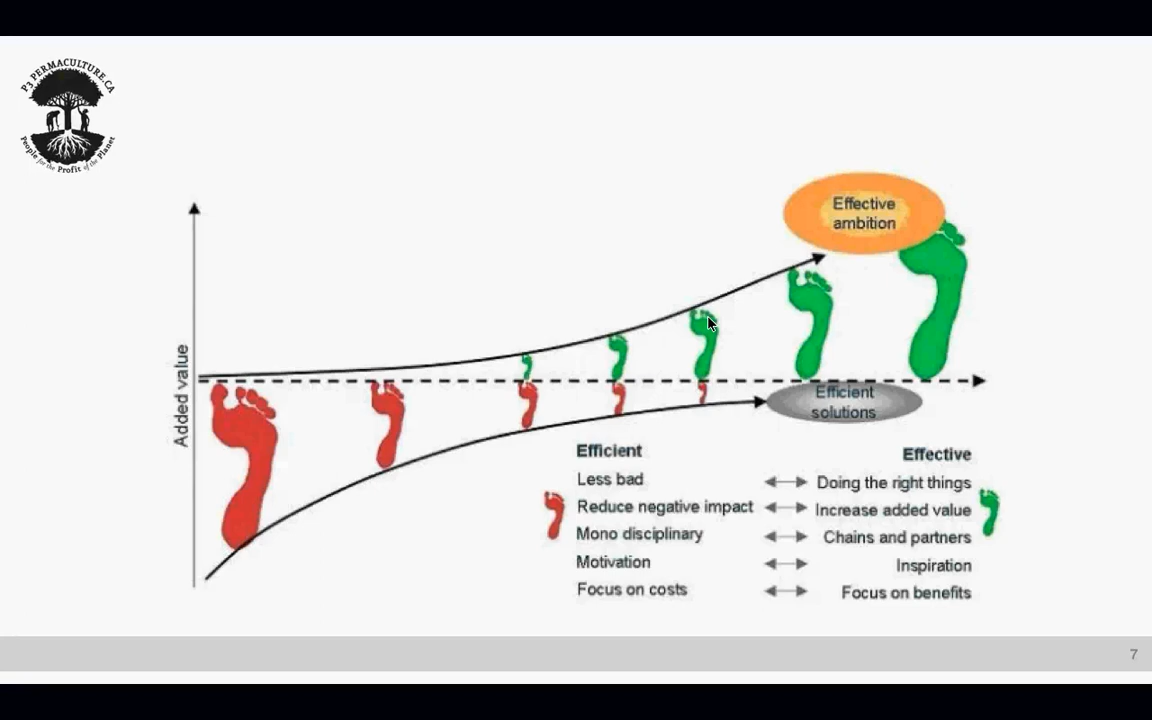 P3 PERMACULTURE.CA
People for the Profit of the Planet
Effective
ambition
Added value
Efficient
solutions
Efficient
Effective
Less bad
Doing the right things
Reduce negative impact
Increase added value
Mono disciplinary
Chains and partners
Motivation
Inspiration
Focus on costs
Focus on benefits
7